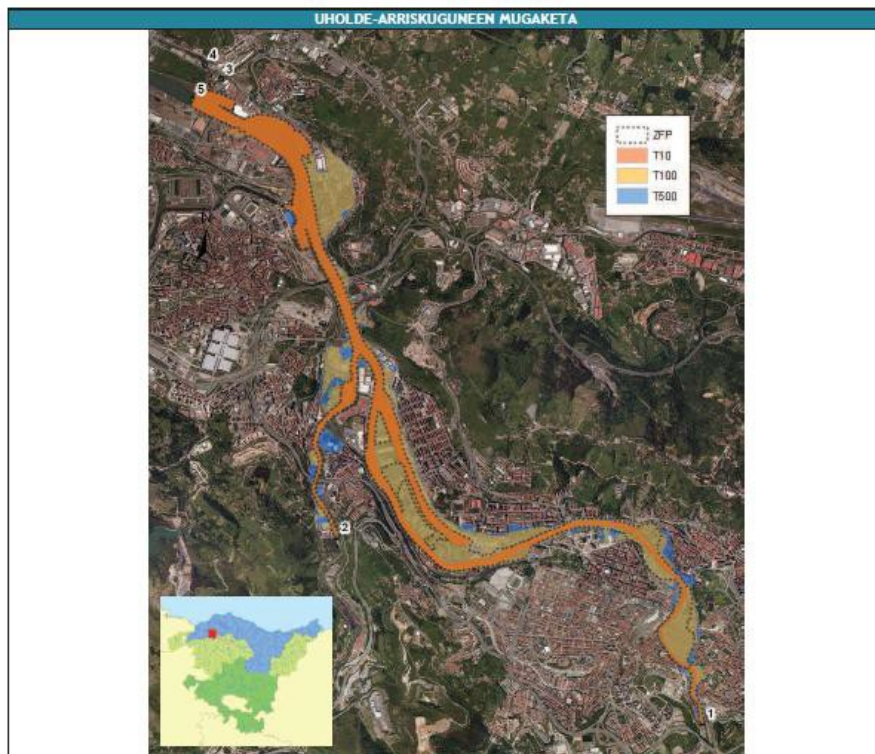 UHOLDE-ARRISKUGUNEEN MUGAKETA
4
3
5
ZFP
T10
T100
T500
2
1